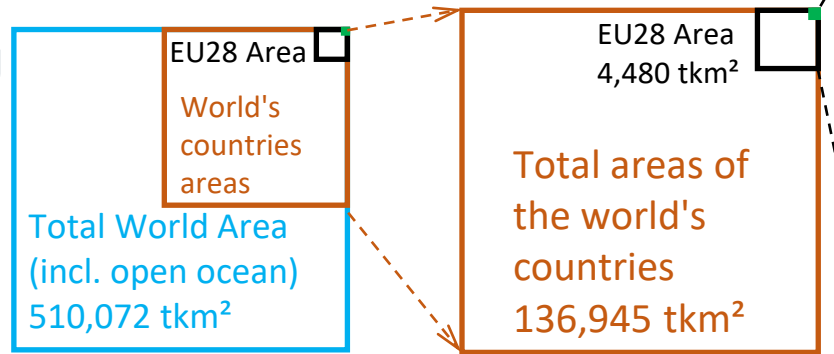 EU28 Area
World's
countries
areas
Total World Area
(incl. open ocean)
510,072 tkm²
EU28 Area
4,480 tkm²
Total areas of
the world's
countries
136,945 tkm²